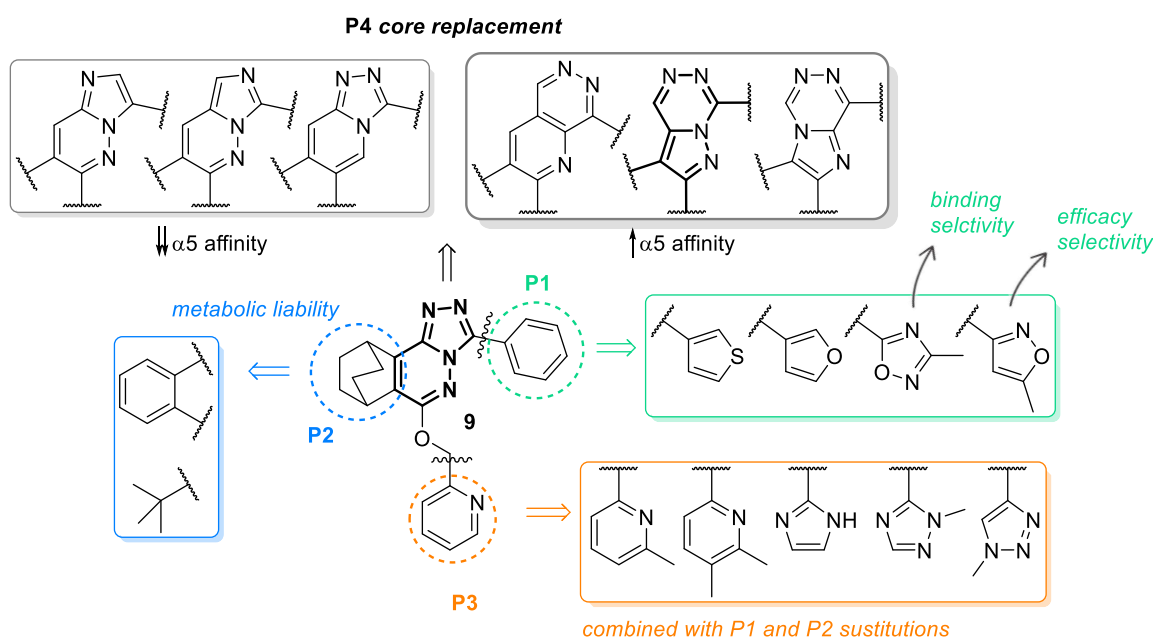 P4 core replacement
N
N
N
N
N
N
N N
N
N
N
N
N N
N
N
N N
N
N
α5 affinity
α5 affinity
binding
selctivity
efficacy
selectivity
metabolic liability
P1
N N
N
N
9
O
P2
N
S
O
N
O
N
N
O
P3
N
N
N
NH
N
N
N
N
N
N
combined with P1 and P2 sustitutions